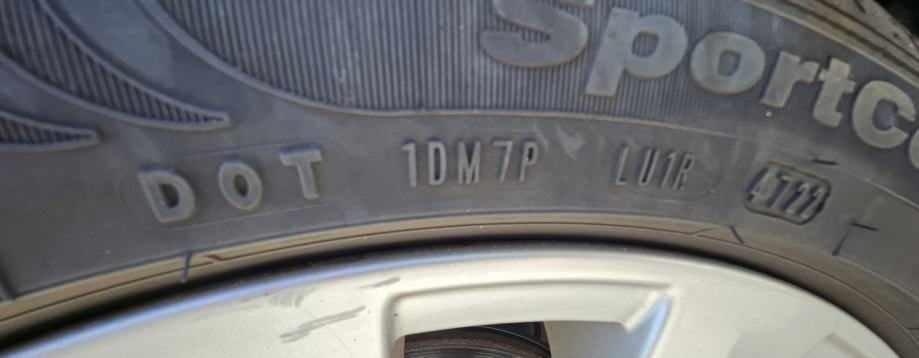 SportC
DOT 1DM7P LU1R 4722